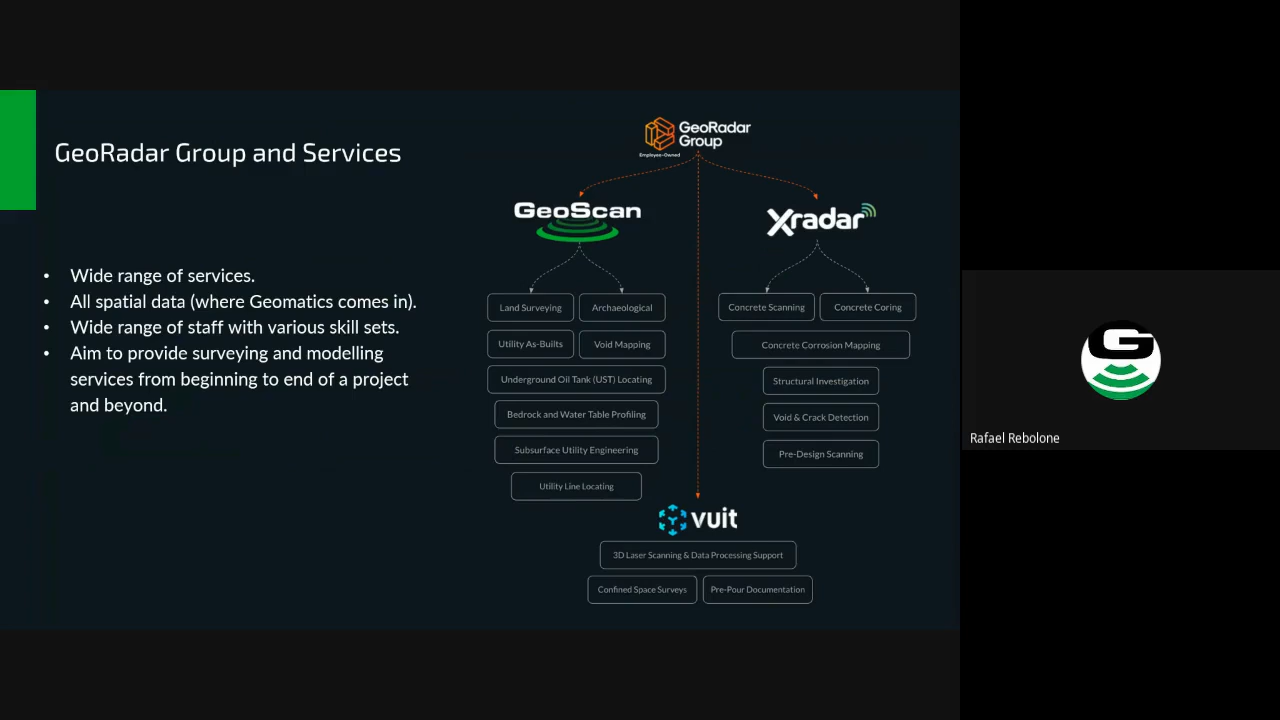 GeoRadar Group and Services
• Wide range of services.
• All spatial data (where Geomatics comes in).
• Wide range of staff with various skill sets.
• Aim to provide surveying and modelling
services from beginning to end of a project
and beyond.
GeoRadar
Group
Employee-Owned
GeoScan
Land Surveying
Archaeological
Utility As-Builts
Void Mapping
Underground Oil Tank (UST) Locating
Bedrock and Water Table Profiling
Subsurface Utility Engineering
Utility Line Locating
Xradar
Concrete Scanning
Concrete Coring
Concrete Corrosion Mapping
Structural Investigation
Void & Crack Detection
Pre-Design Scanning
vuit
3D Laser Scanning & Data Processing Support
Confined Space Surveys
Pre-Pour Documentation
G
Rafael Rebolone